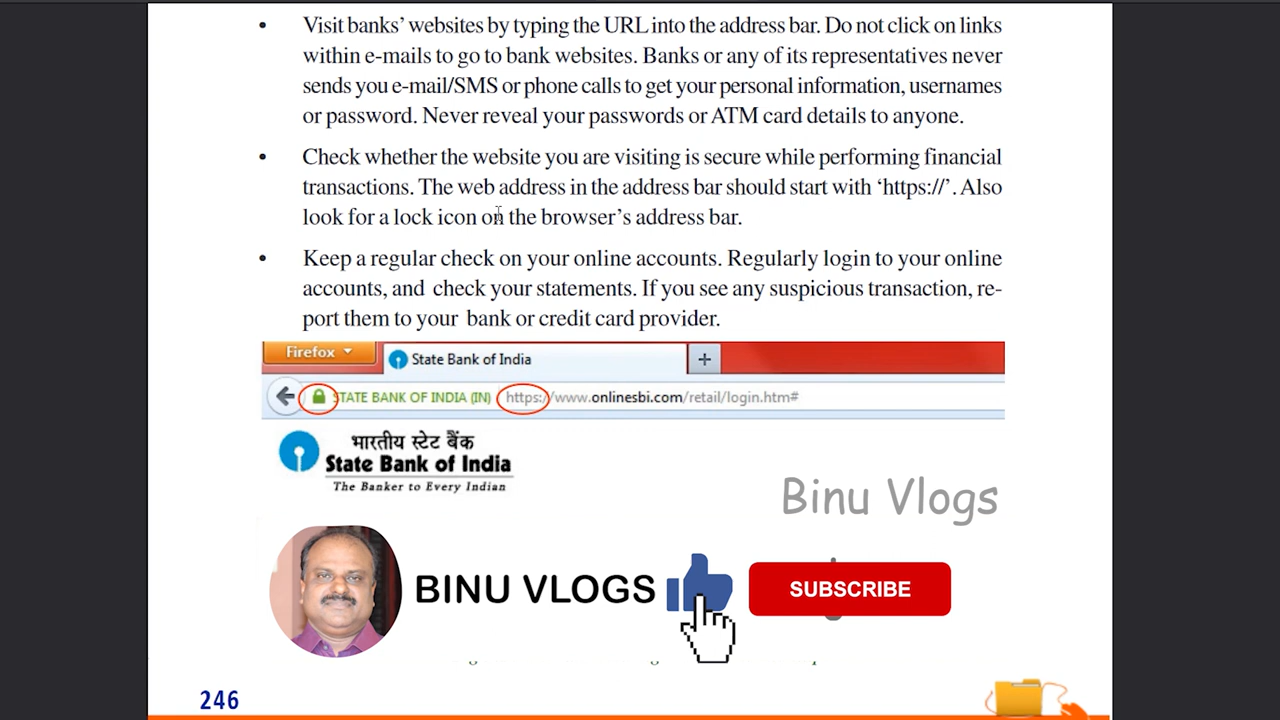 • Visit banks' websites by typing the URL into the address bar. Do not click on links
within e-mails to go to bank websites. Banks or any of its representatives never
sends you e-mail/SMS or phone calls to get your personal information, usernames
or password. Never reveal your passwords or ATM card details to anyone.
• Check whether the website you are visiting is secure while performing financial
transactions. The web address in the address bar should start with 'https://'. Also
look for a lock icon on the browser's address bar.
• Keep a regular check on your online accounts. Regularly login to your online
accounts, and check your statements. If you see any suspicious transaction, re-
port them to your bank or credit card provider.
Firefox
State Bank of India
STATE BANK OF INDIA (IN) https://www.onlinesbi.com/retail/login.htm#
भारतीय स्टेट बैंक
State Bank of India
The Banker to Every Indian
Binu Vlogs
BINU VLOGS
SUBSCRIBE
246